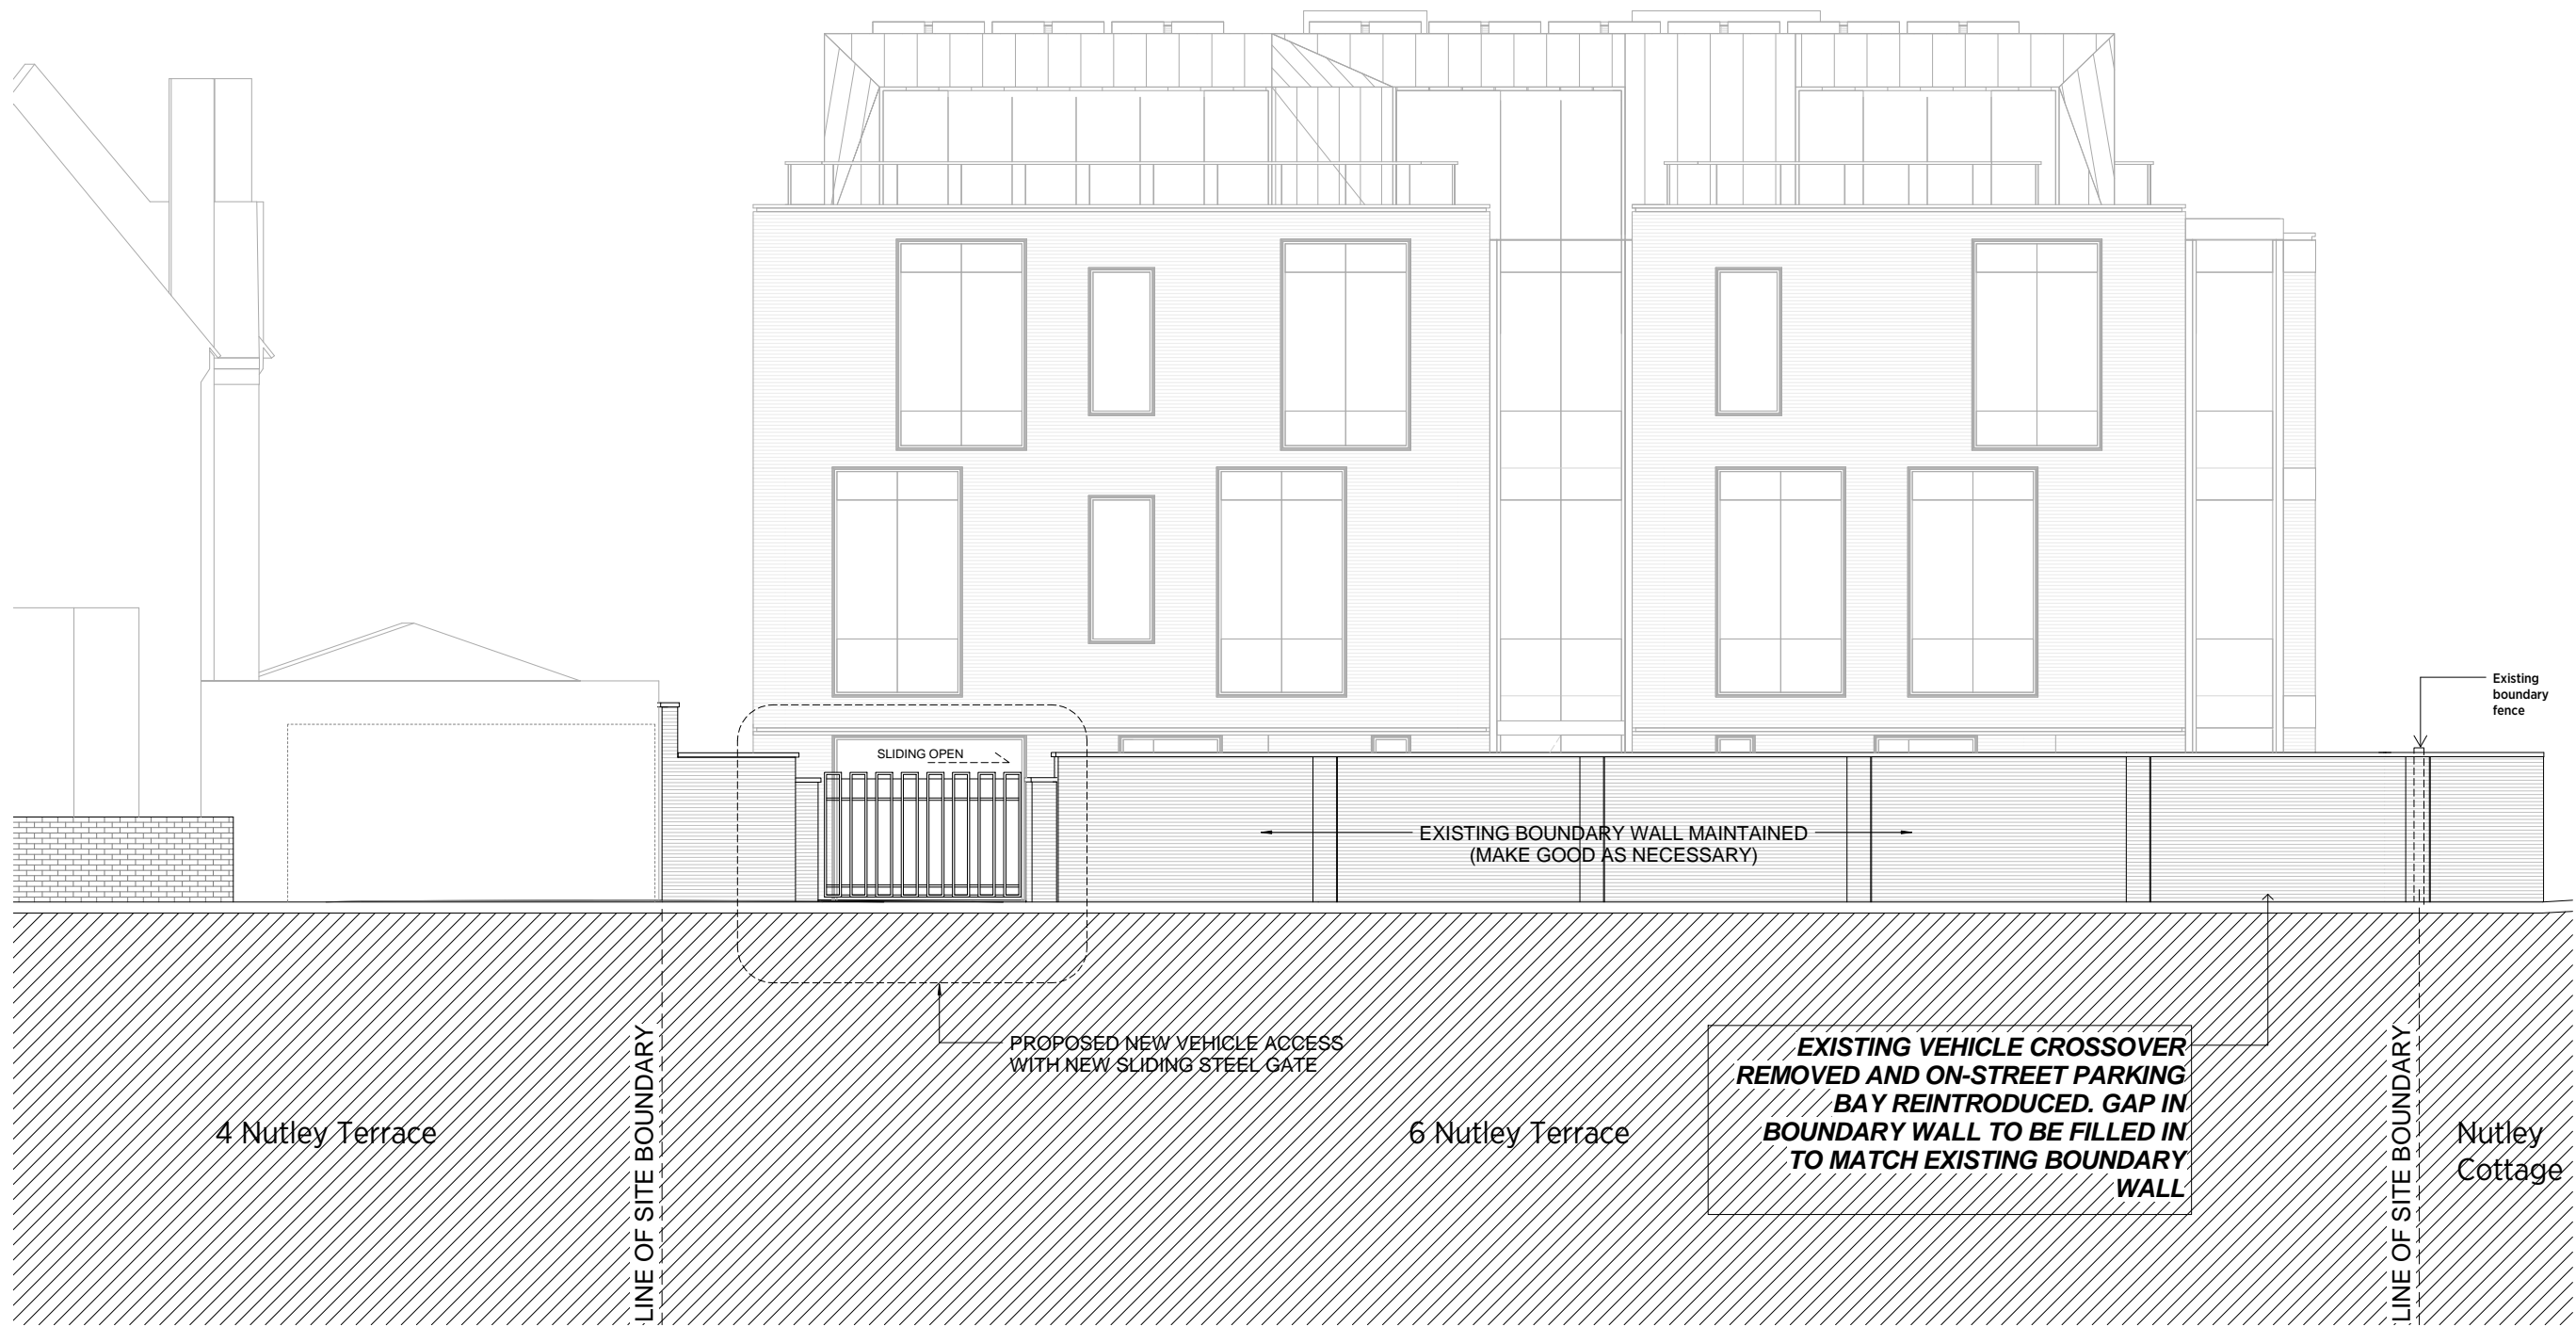 Existing
boundary
fence
SLIDING OPEN
EXISTING BOUNDARY WALL MAINTAINED
(MAKE GOOD AS NECESSARY)
PROPOSED NEW VEHICLE ACCESS
WITH NEW SLIDING STEEL GATE
EXISTING VEHICLE CROSSOVER
REMOVED AND ON-STREET PARKING
BAY REINTRODUCED. GAP IN
BOUNDARY WALL TO BE FILLED IN
TO MATCH EXISTING BOUNDARY
WALL
4 Nutley Terrace
LINE OF SITE BOUNDARY
6 Nutley Terrace
LINE OF SITE BOUNDARY
Nutley
Cottage